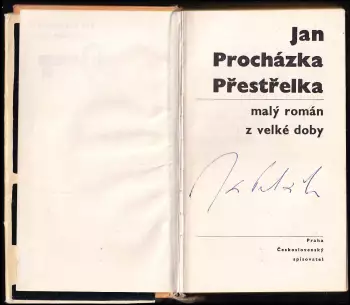 Jan
Procházka
Přestřelka
malý román
z velké doby
Praha
Československý
spisovatel